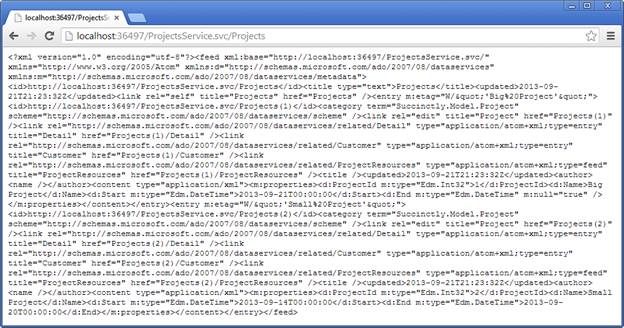 localhost:36497/ProjectsSe
localhost:36497/ProjectsService.svc/Projects
<?xml version="1.0" encoding="utf-8"?><feed xml:base="http://localhost:36497/ProjectsService.svc/"
xmlns="http://www.w3.org/2005/Atom" xmlns:d="http://schemas.microsoft.com/ado/2007/08/dataservices"
xmlns:m="http://schemas.microsoft.com/ado/2007/08/dataservices/metadata">
<id>http://localhost:36497/ProjectsService.svc/Projects</id><title type="text">Projects</title><updated>2013-09-
21T21:23:32Z</updated><link rel="self" title="Projects" href="Projects" /><entry m:etag="W/&quot;'Big%20Project'&quot;">
<id>http://localhost:36497/ProjectsService.svc/Projects(1)</id><category term="Succinctly.Model.Project"
scheme="http://schemas.microsoft.com/ado/2007/08/dataservices/scheme" /><link rel="edit" title="Project" href="Projects(1)"
/><link rel="http://schemas.microsoft.com/ado/2007/08/dataservices/related/Detail" type="application/atom+xml;type=entry"
title="Detail" href="Projects(1)/Detail" /><link
rel="http://schemas.microsoft.com/ado/2007/08/dataservices/related/Customer" type="application/atom+xml;type=entry"
title="Customer" href="Projects(1)/Customer" /><link
rel="http://schemas.microsoft.com/ado/2007/08/dataservices/related/ProjectResources" type="application/atom+xml;type=feed"
title="ProjectResources" href="Projects(1)/ProjectResources" /><title /><updated>2013-09-21T21:23:32Z</updated><author>
<name /></author><content type="application/xml"><m:properties><d:ProjectId m:type="Edm.Int32">1</d:ProjectId><d:Name>Big
Project</d:Name><d:Start m:type="Edm.DateTime">2013-09-21T00:00:00</d:Start><d:End m:type="Edm.DateTime" m:null="true" />
</m:properties></content></entry><entry m:etag="W/&quot;'Small%20Project'&quot;">
<id>http://localhost:36497/ProjectsService.svc/Projects(2)</id><category term="Succinctly.Model.Project"
scheme="http://schemas.microsoft.com/ado/2007/08/dataservices/scheme" /><link rel="edit" title="Project" href="Projects(2)"
/><link rel="http://schemas.microsoft.com/ado/2007/08/dataservices/related/Detail" type="application/atom+xml;type=entry"
title="Detail" href="Projects(2)/Detail" /><link
rel="http://schemas.microsoft.com/ado/2007/08/dataservices/related/Customer" type="application/atom+xml;type=entry"
title="Customer" href="Projects(2)/Customer" /><link
rel="http://schemas.microsoft.com/ado/2007/08/dataservices/related/ProjectResources" type="application/atom+xml;type=feed"
title="ProjectResources" href="Projects(2)/ProjectResources" /><title /><updated>2013-09-21T21:23:32Z</updated><author>
<name /></author><content type="application/xml"><m:properties><d:ProjectId m:type="Edm.Int32">2</d:ProjectId><d:Name>Small
Project</d:Name><d:Start m:type="Edm.DateTime">2013-09-14T00:00:00</d:Start><d:End m:type="Edm.DateTime">2013-09-
20T00:00:00</d:End></m:properties></content></entry></feed>